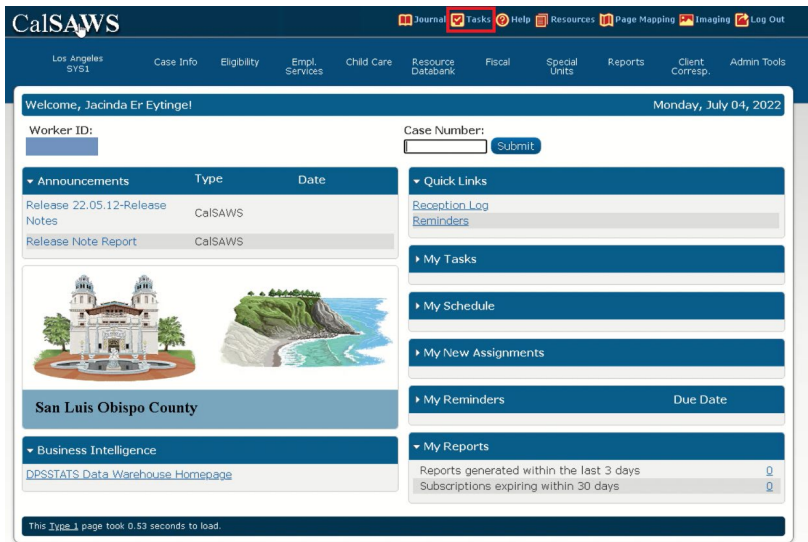 CalSAWS
Journal Tasks Help Resources Page Mapping Imaging Log Out
Los Angeles SYS1 Case Info Eligibility Empl. Services Child Care Resource Databank Fiscal Special Units Reports Client Corresp. Admin Tools
Welcome, Jacinda Er Eytinge! Monday, July 04, 2022
Worker ID:
Case Number:
Submit
Announcements Type Date
Release 22.05.12-Release
Notes
CalSAWS
Release Note Report CalSAWS
San Luis Obispo County
Business Intelligence
DPSSTATS Data Warehouse Homepage
Quick Links
Reception Log
Reminders
My Tasks
My Schedule
My New Assignments
My Reminders Due Date
My Reports
Reports generated within the last 3 days 0
Subscriptions expiring within 30 days 0
This Type 1 page took 0.53 seconds to load.